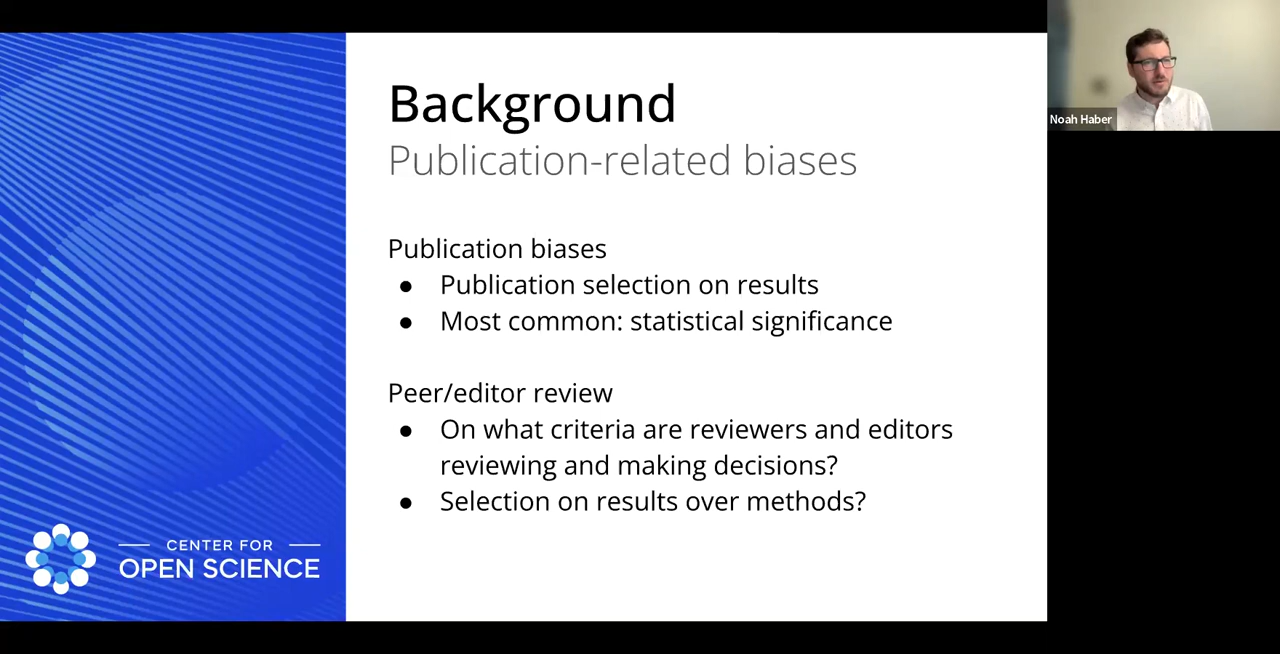 Background
Publication-related biases
Publication biases
● Publication selection on results
● Most common: statistical significance
Peer/editor review
● On what criteria are reviewers and editors
reviewing and making decisions?
● Selection on results over methods?
CENTER FOR
OPEN SCIENCE
Noah Haber